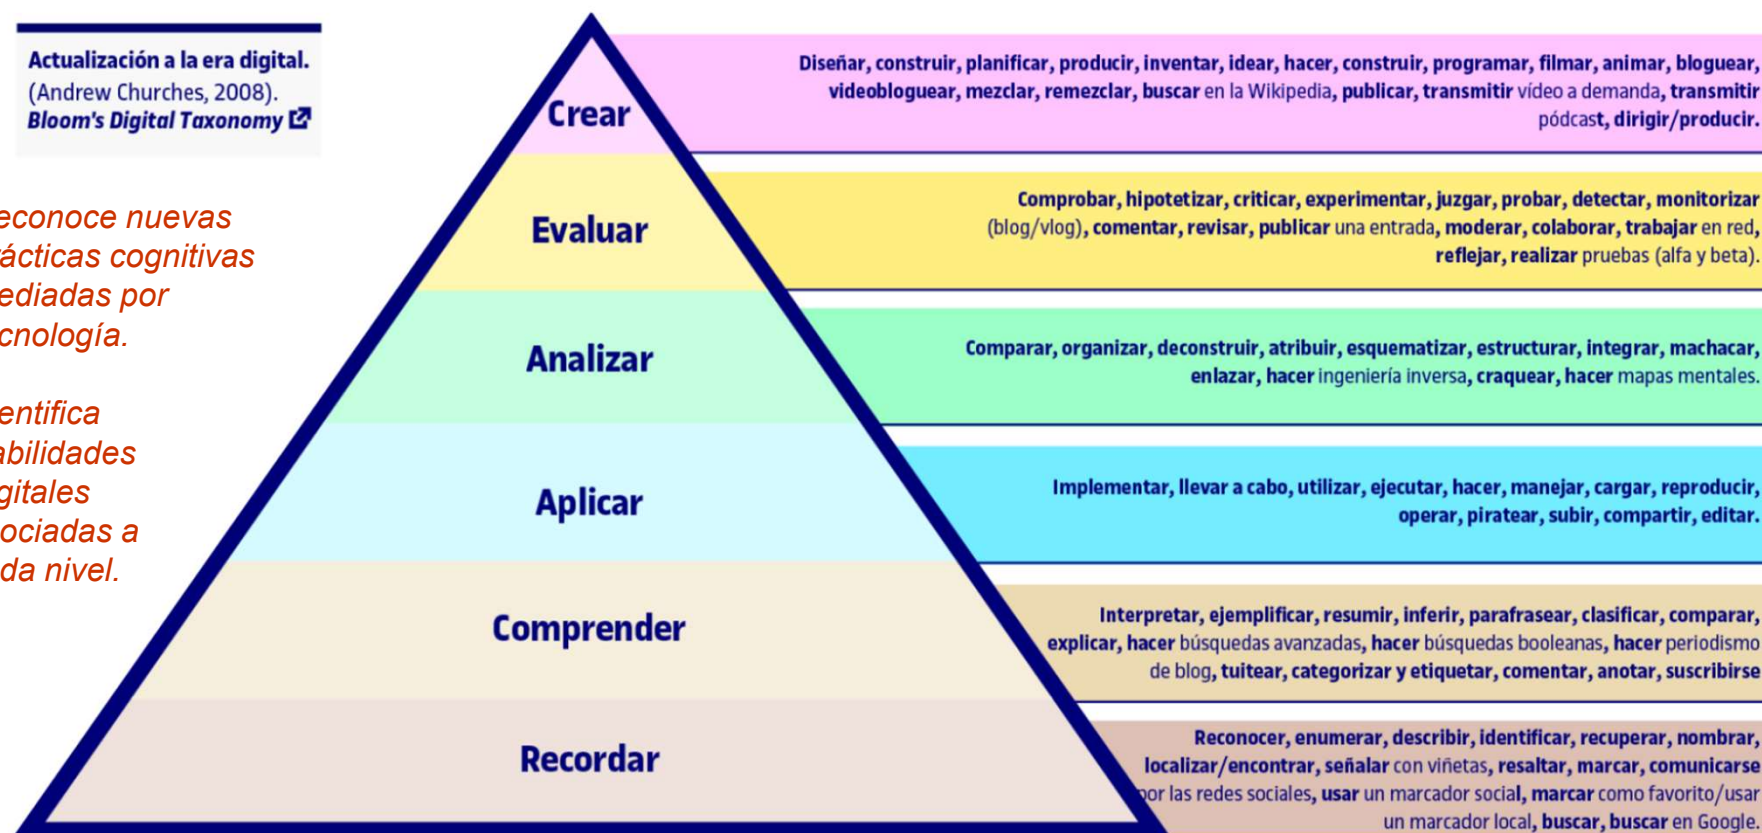 Actualización a la era digital.
(Andrew Churches, 2008).
Bloom's Digital Taxonomy
econoce nuevas
rácticas cognitivas
ediadas por
cnología.
entifica
abilidades
gitales
ociadas a
da nivel.
Crear
Diseñar, construir, planificar, producir, inventar, idear, hacer, construir, programar, filmar, animar, bloguear,
videobloguear, mezclar, remezclar, buscar en la Wikipedia, publicar, transmitir vídeo a demanda, transmitir
pódcast, dirigir/producir.
Evaluar
Comprobar, hipotetizar, criticar, experimentar, juzgar, probar, detectar, monitorizar
(blog/vlog), comentar, revisar, publicar una entrada, moderar, colaborar, trabajar en red,
reflejar, realizar pruebas (alfa y beta).
Analizar
Comparar, organizar, deconstruir, atribuir, esquematizar, estructurar, integrar, machacar,
enlazar, hacer ingeniería inversa, craquear, hacer mapas mentales.
Aplicar
Implementar, llevar a cabo, utilizar, ejecutar, hacer, manejar, cargar, reproducir,
operar, piratear, subir, compartir, editar.
Comprender
Interpretar, ejemplificar, resumir, inferir, parafrasear, clasificar, comparar,
explicar, hacer búsquedas avanzadas, hacer búsquedas booleanas, hacer periodismo
de blog, tuitear, categorizar y etiquetar, comentar, anotar, suscribirse
Recordar
Reconocer, enumerar, describir, identificar, recuperar, nombrar,
localizar/encontrar, señalar con viñetas, resaltar, marcar, comunicarse
por las redes sociales, usar un marcador social, marcar como favorito/usar
un marcador local, buscar, buscar en Google.